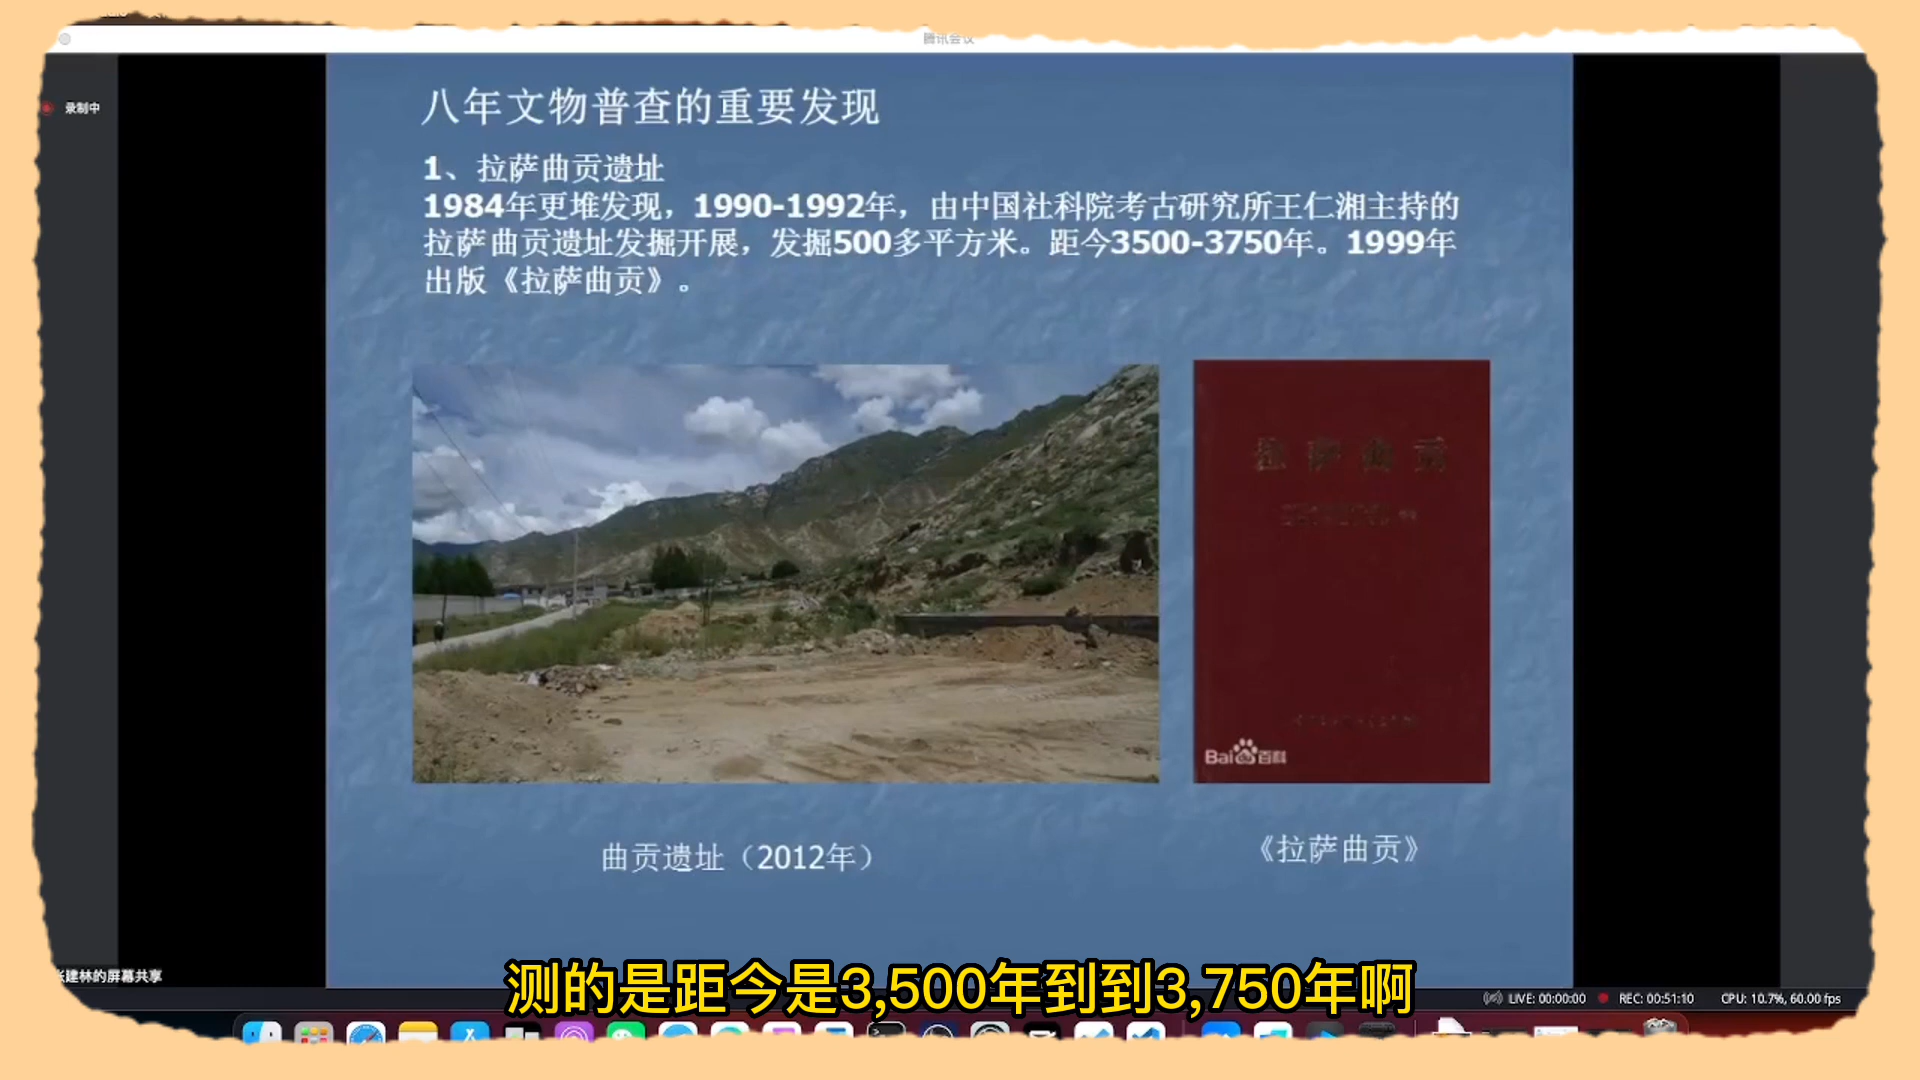 腾讯会议
录制中
八年文物普查的重要发现
1、拉萨曲贡遗址
1984年更堆发现，1990-1992年，由中国社科院考古研究所王仁湘主持的
拉萨曲贡遗址发掘开展，发掘500多平方米。距今3500-3750年。1999年
出版《拉萨曲贡》。
拉萨曲贡
Bai百科
曲贡遗址（2012年）
《拉萨曲贡》
张建林的屏幕共享
测的是距今是3,500年到到3,750年啊
LIVE: 00:00:00 REC: 00:51:10 CPU: 10.7%, 60.00 fps